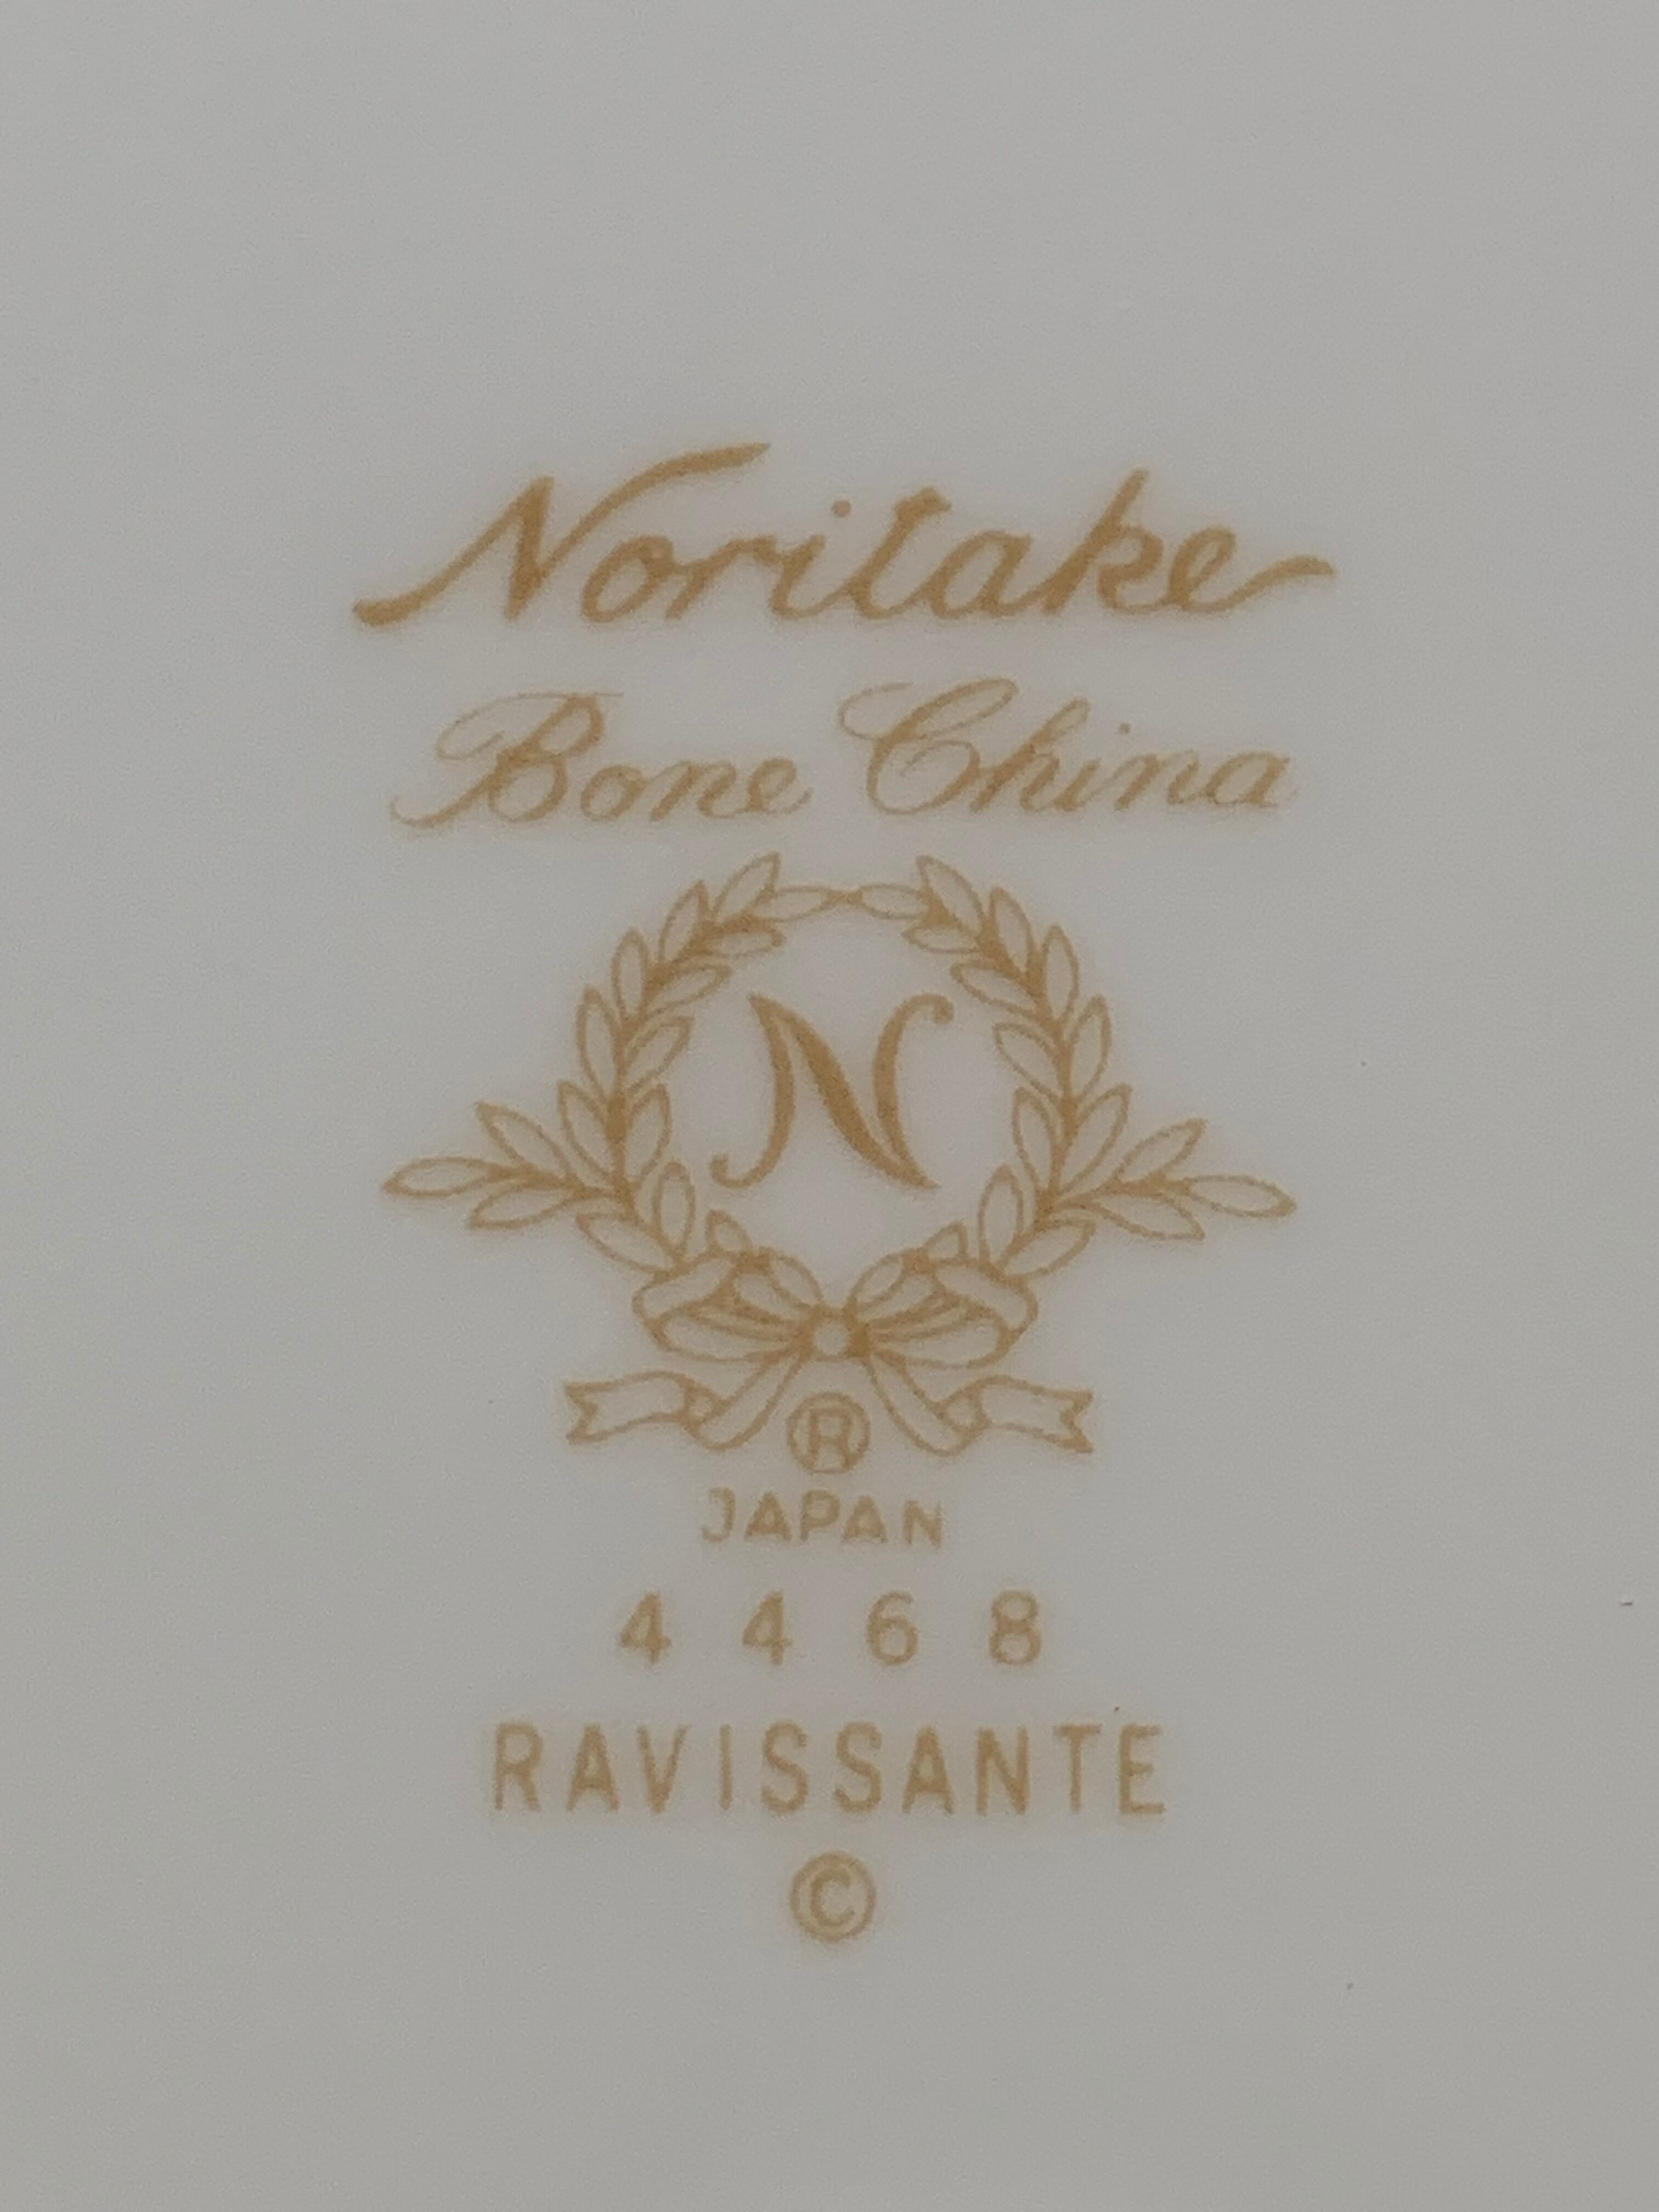 Noritake
Bone China
N
®
JAPAN
4468
RAVISSANTE
©